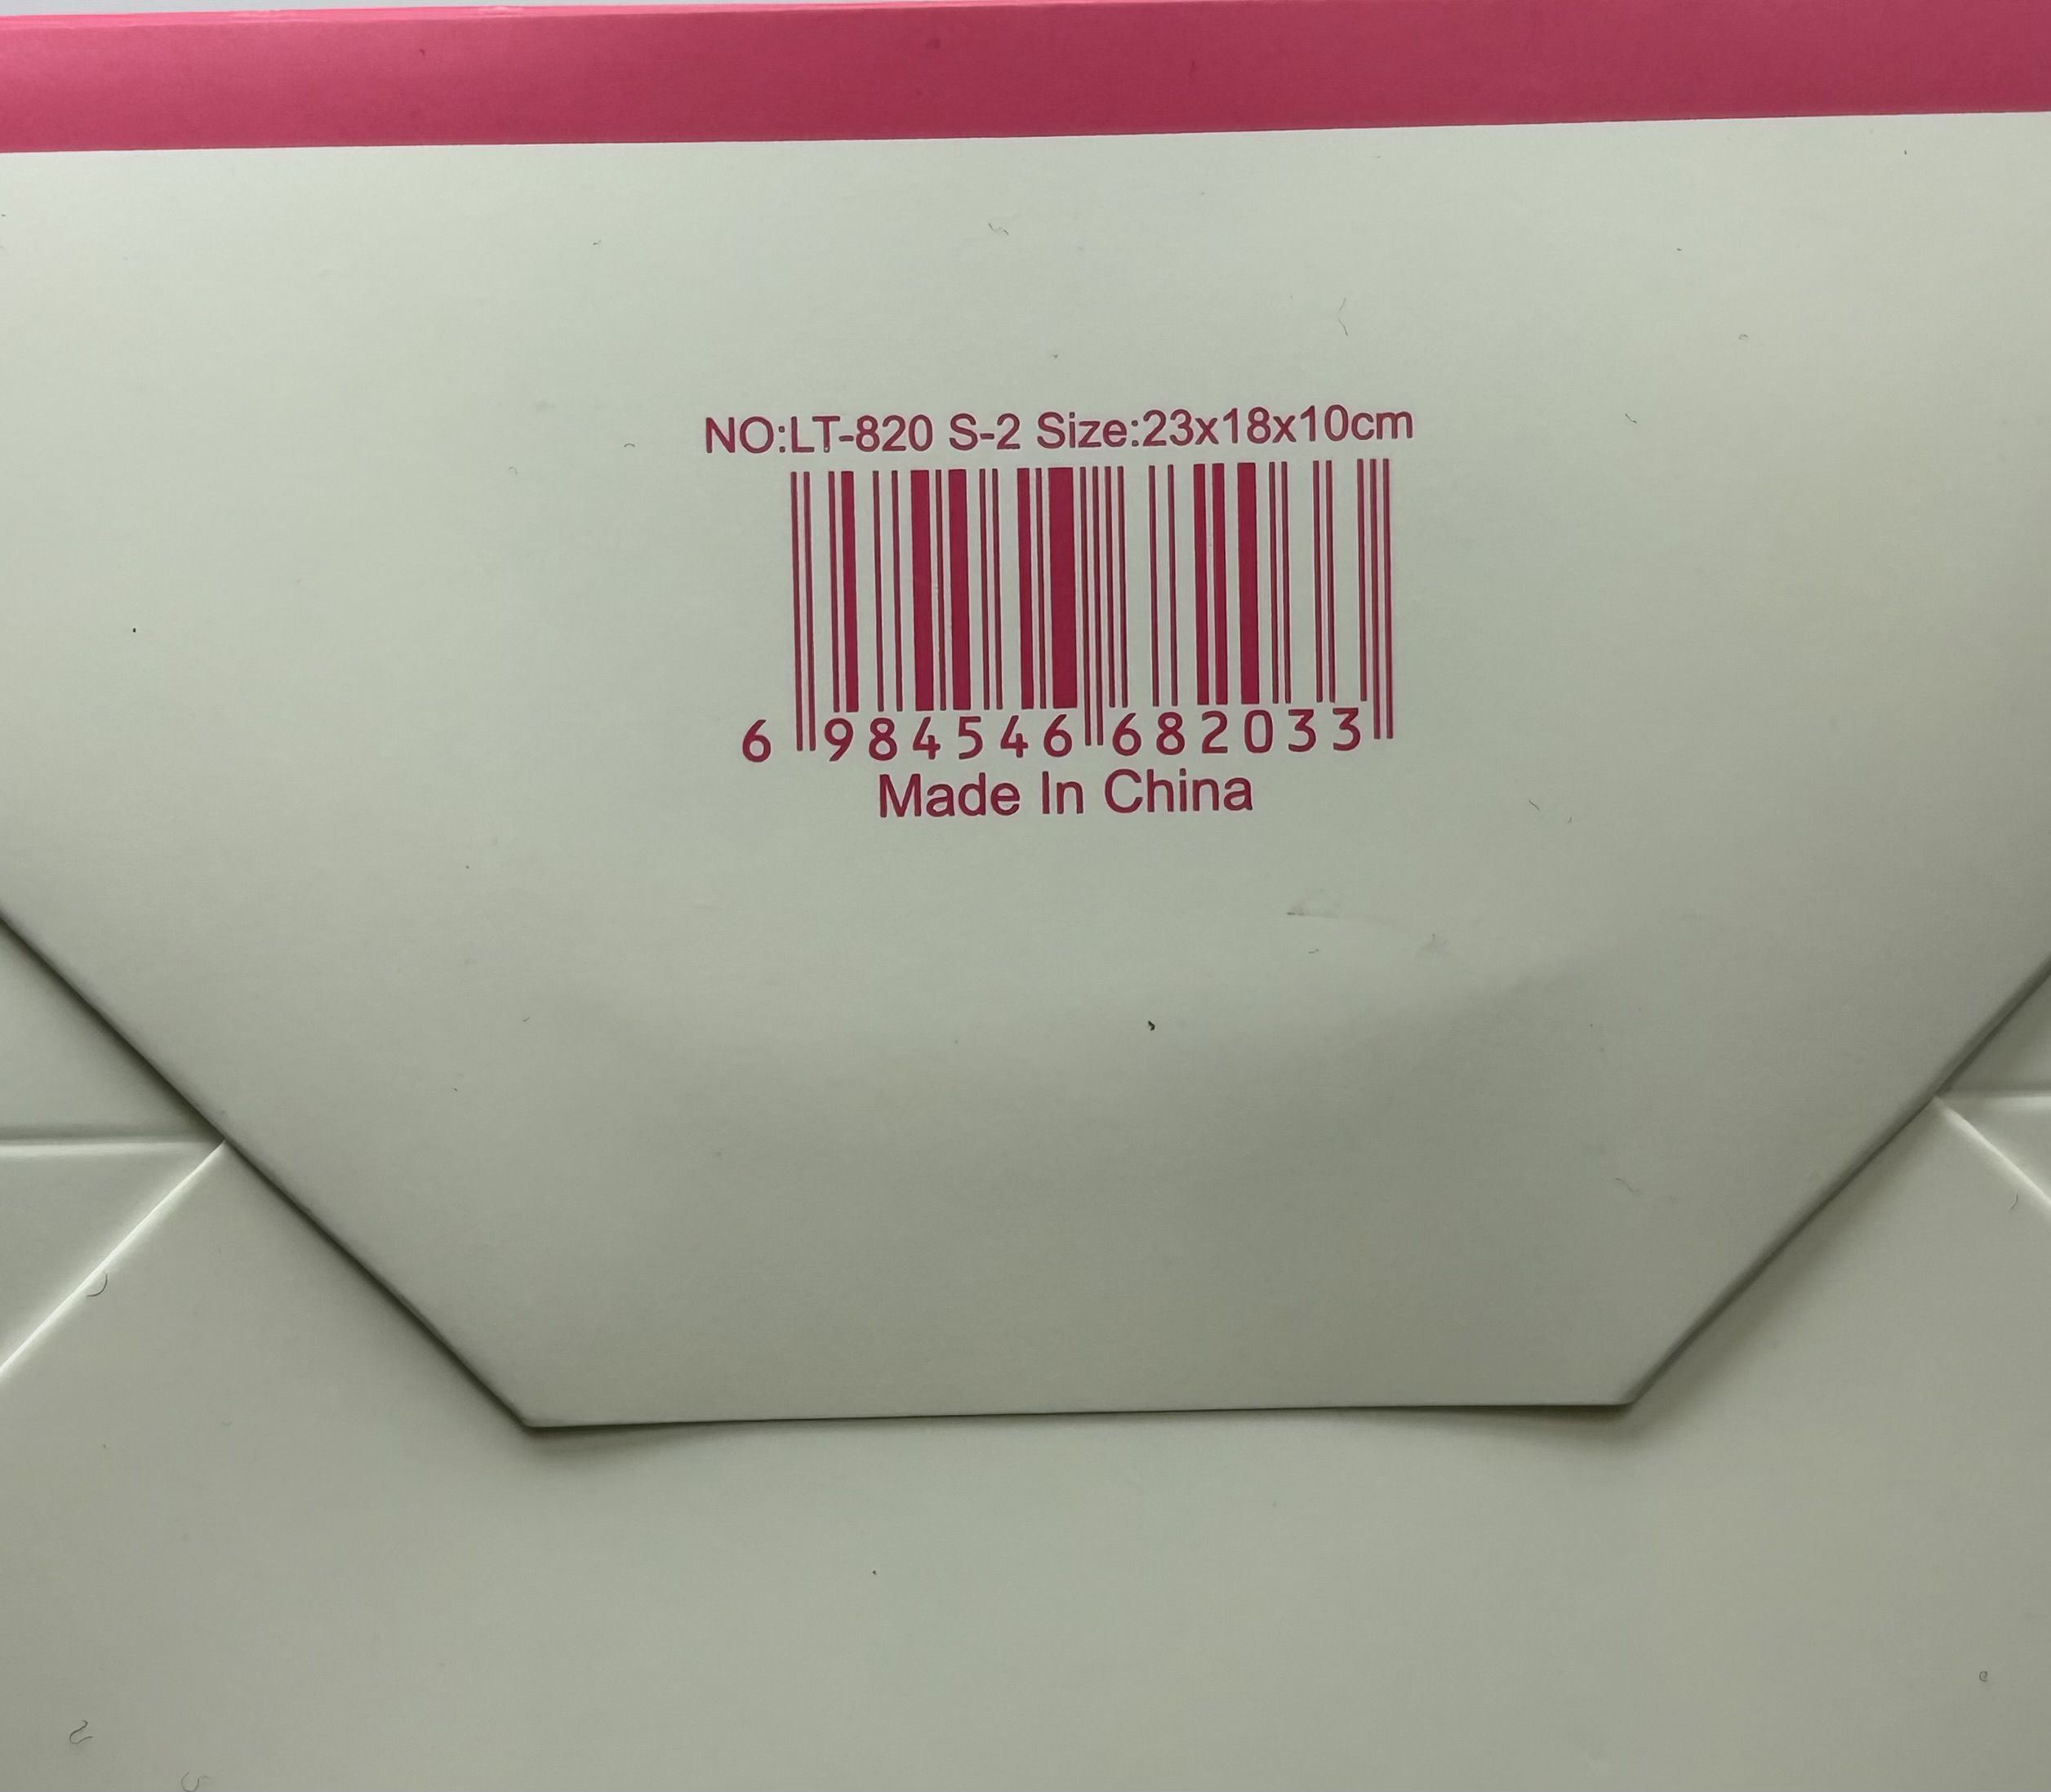 NO:LT-820 S-2 Size:23x18x10cm
6 984546 682033
Made In China